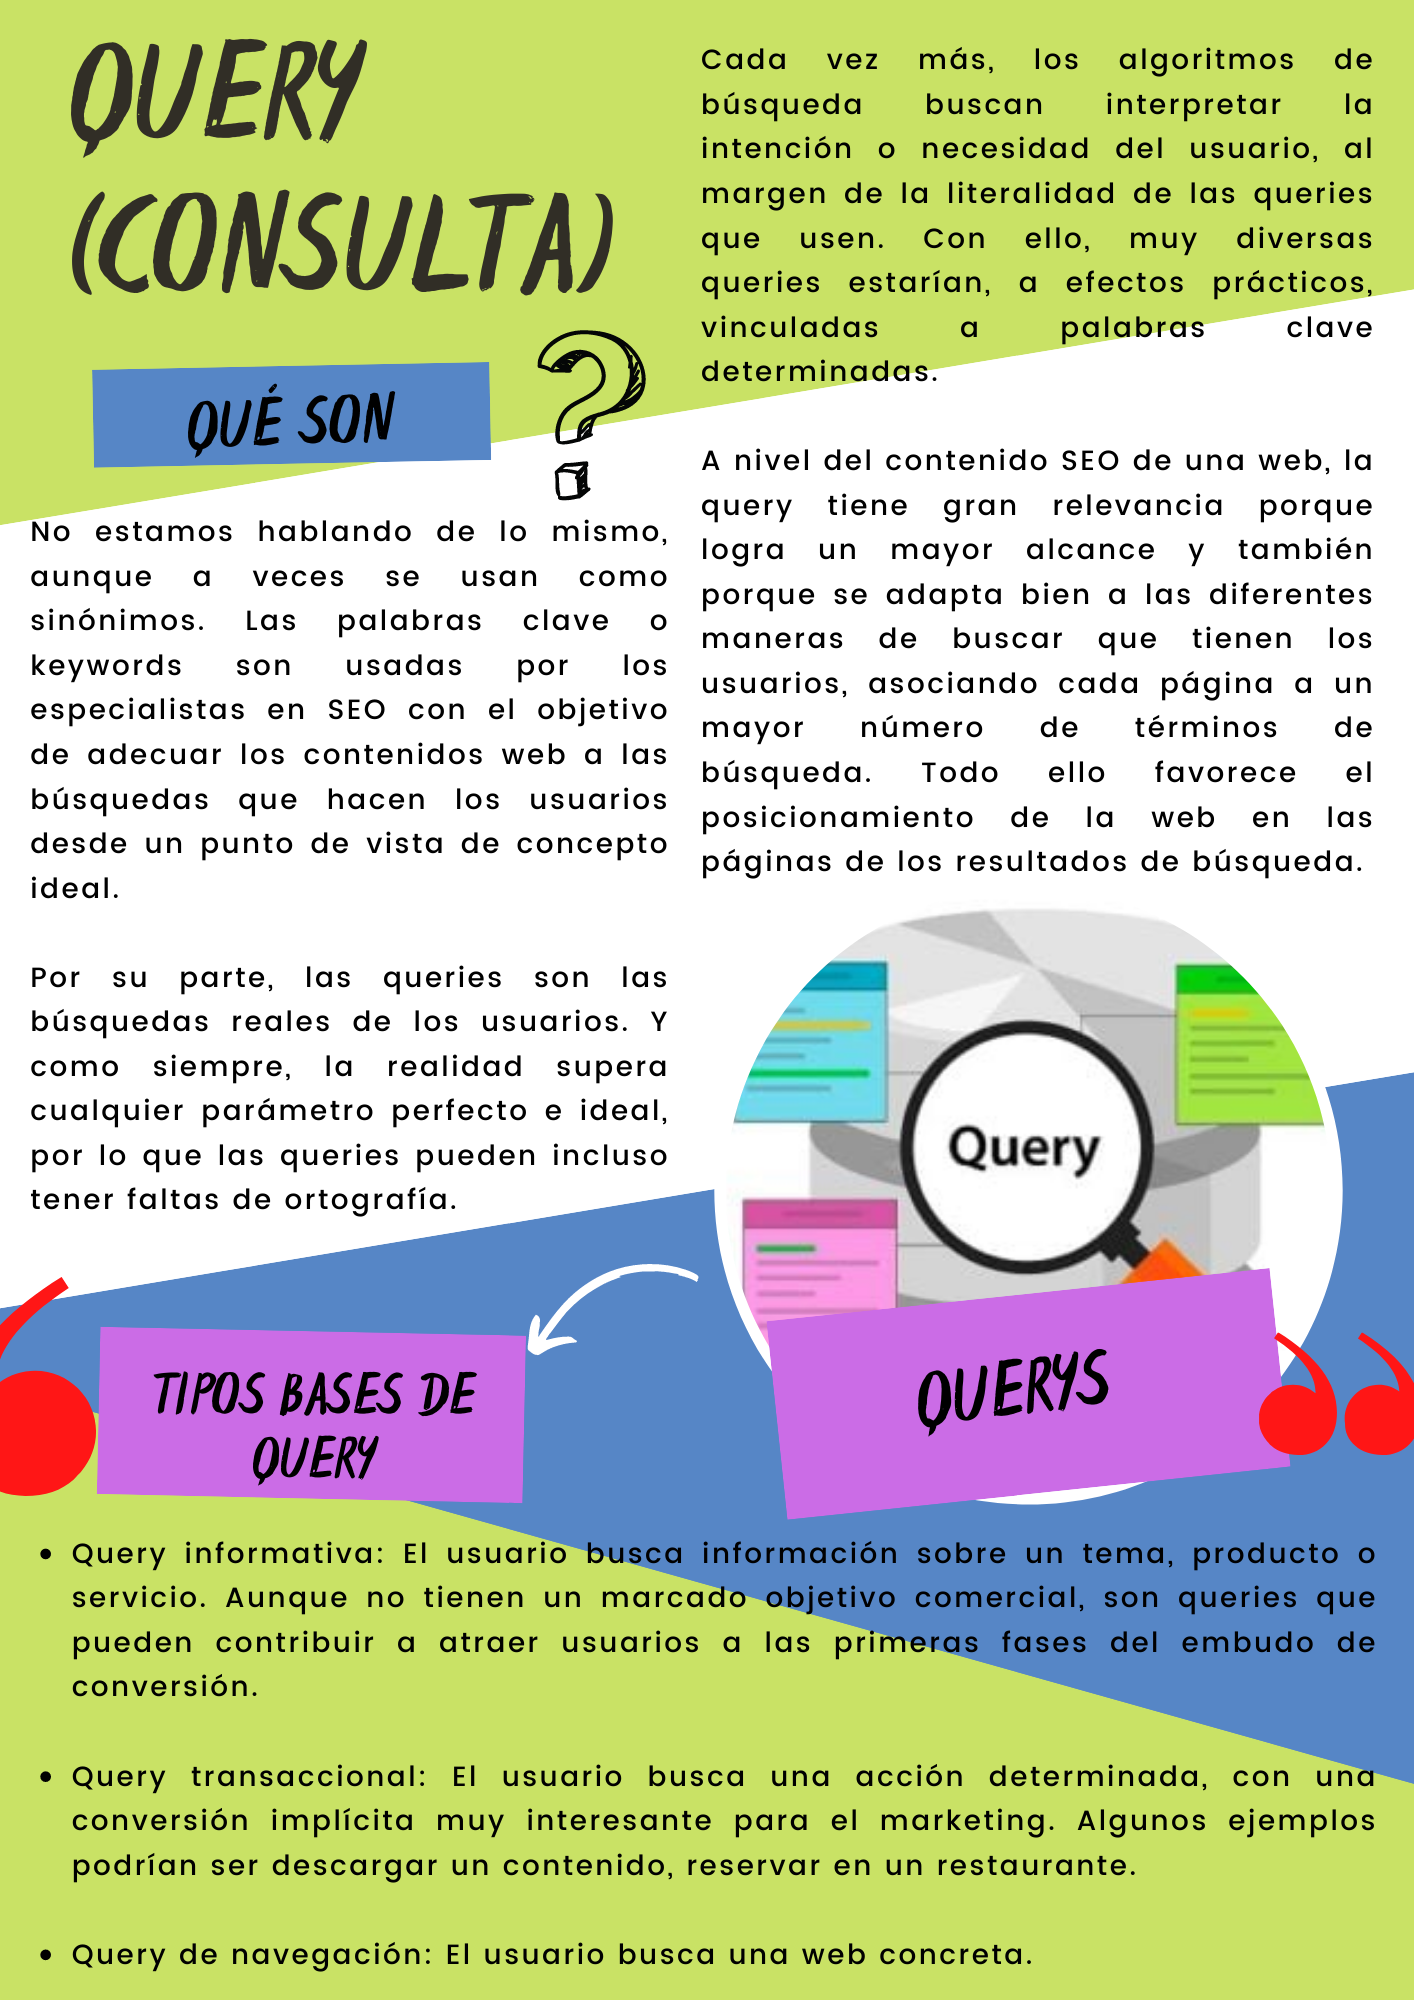 QUERY
(CONSULTA)
QUÉ SON
?
No estamos hablando de lo mismo,
aunque a veces se usan como
sinónimos. Las palabras clave o
keywords son usadas por los
especialistas en SEO con el objetivo
de adecuar los contenidos web a las
búsquedas que hacen los usuarios
desde un punto de vista de concepto
ideal.
Por su parte, las queries son las
búsquedas reales de los usuarios. Y
como siempre, la realidad supera
cualquier parámetro perfecto e ideal,
por lo que las queries pueden incluso
tener faltas de ortografía.
Cada vez más, los algoritmos de
búsqueda buscan interpretar la
intención o necesidad del usuario, al
margen de la literalidad de las queries
que usen. Con ello, muy diversas
queries estarían, a efectos prácticos,
vinculadas a palabras clave
determinadas.
A nivel del contenido SEO de una web, la
query tiene gran relevancia porque
logra un mayor alcance y también
porque se adapta bien a las diferentes
maneras de buscar que tienen los
usuarios, asociando cada página a un
mayor número de términos de
búsqueda. Todo ello favorece el
posicionamiento de la web en las
páginas de los resultados de búsqueda.
Query
QUERYS
TIPOS BASES DE
QUERY
• Query informativa: El usuario busca información sobre un tema, producto o
servicio. Aunque no tienen un marcado objetivo comercial, son queries que
pueden contribuir a atraer usuarios a las primeras fases del embudo de
conversión.
• Query transaccional: El usuario busca una acción determinada, con una
conversión implícita muy interesante para el marketing. Algunos ejemplos
podrían ser descargar un contenido, reservar en un restaurante.
• Query de navegación: El usuario busca una web concreta.